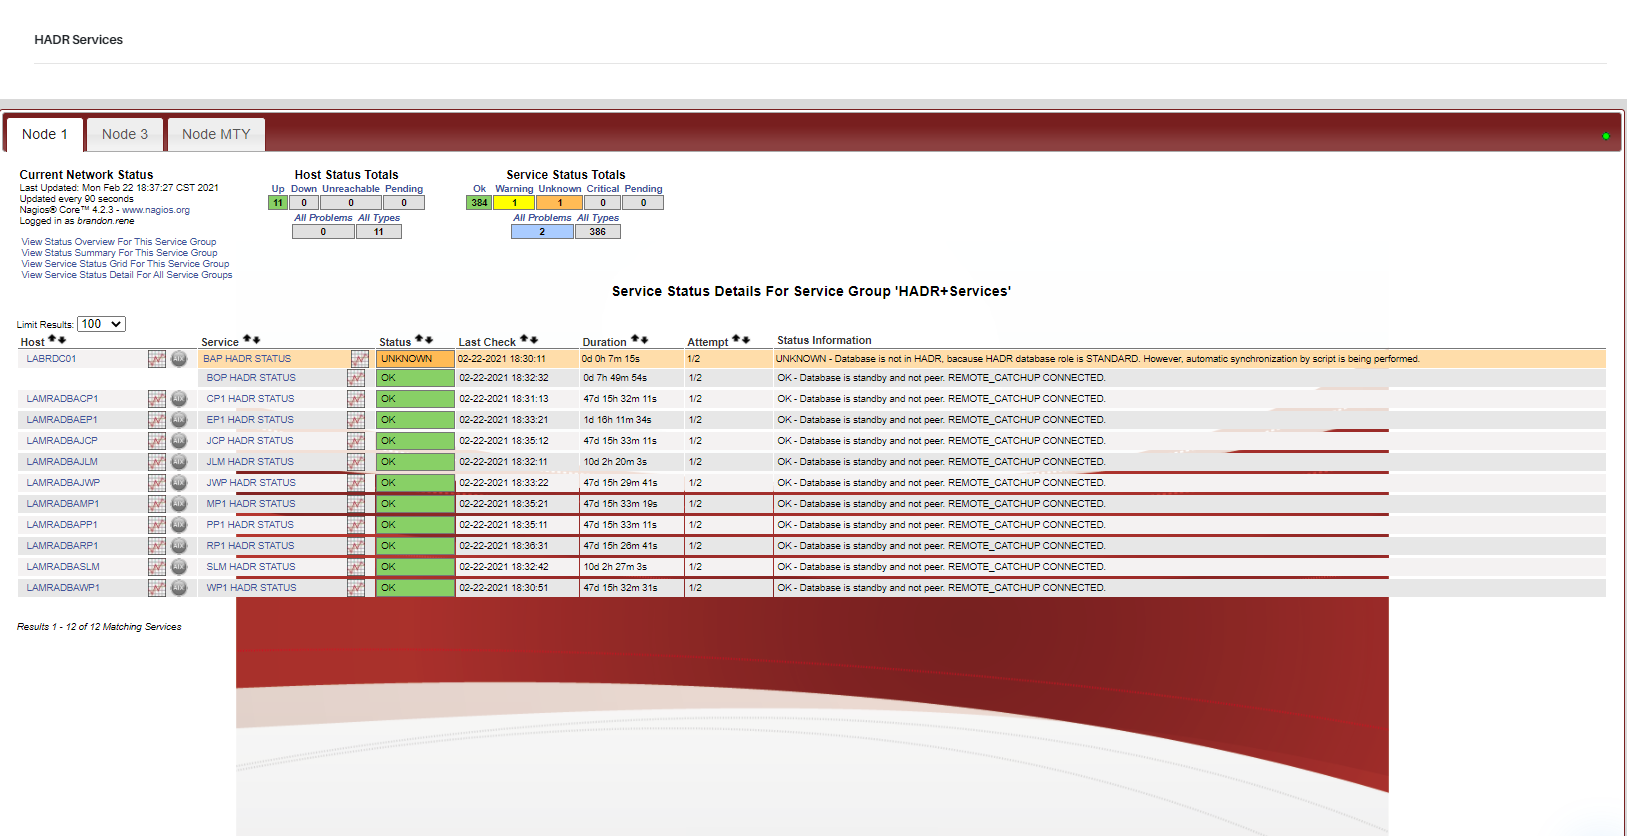 HADR Services
Node 1 Node 3 Node MTY
Current Network Status
Last Updated: Mon Feb 22 18:37:27 CST 2021
Updated every 90 seconds
Nagios® Core™ 4.2.3 - www.nagios.org
Logged in as brandon.rene
View Status Overview For This Service Group
View Status Summary For This Service Group
View Service Status Grid For This Service Group
View Service Status Detail For All Service Groups
Host Status Totals
Up Down Unreachable Pending
11 0 0 0
All Problems All Types
0 11
Service Status Totals
Ok Warning Unknown Critical Pending
384 1 1 0 0
All Problems All Types
2 386
Service Status Details For Service Group 'HADR+Services'
Limit Results: 100
Host Service Status Last Check Duration Attempt Status Information
LABRDC01 AIX BAP HADR STATUS UNKNOWN 02-22-2021 18:30:11 0d 0h 7m 15s 1/2 UNKNOWN - Database is not in HADR, bacause HADR database role is STANDARD. However, automatic synchronization by script is being performed.
BOP HADR STATUS OK 02-22-2021 18:32:32 0d 7h 49m 54s 1/2 OK - Database is standby and not peer. REMOTE_CATCHUP CONNECTED.
LAMRADBACP1 AIX CP1 HADR STATUS OK 02-22-2021 18:31:13 47d 15h 32m 11s 1/2 OK - Database is standby and not peer. REMOTE_CATCHUP CONNECTED.
LAMRADBAEP1 AIX EP1 HADR STATUS OK 02-22-2021 18:33:21 1d 16h 11m 34s 1/2 OK - Database is standby and not peer. REMOTE_CATCHUP CONNECTED.
LAMRADBAJCP AIX JCP HADR STATUS OK 02-22-2021 18:35:12 47d 15h 33m 11s 1/2 OK - Database is standby and not peer. REMOTE_CATCHUP CONNECTED.
LAMRADBAJLM AIX JLM HADR STATUS OK 02-22-2021 18:32:11 10d 2h 20m 3s 1/2 OK - Database is standby and not peer. REMOTE_CATCHUP CONNECTED.
LAMRADBAJWP AIX JWP HADR STATUS OK 02-22-2021 18:33:22 47d 15h 29m 41s 1/2 OK - Database is standby and not peer. REMOTE_CATCHUP CONNECTED.
LAMRADBAMP1 AIX MP1 HADR STATUS OK 02-22-2021 18:35:21 47d 15h 33m 19s 1/2 OK - Database is standby and not peer. REMOTE_CATCHUP CONNECTED.
LAMRADBAPP1 AIX PP1 HADR STATUS OK 02-22-2021 18:35:11 47d 15h 33m 11s 1/2 OK - Database is standby and not peer. REMOTE_CATCHUP CONNECTED.
LAMRADBARP1 AIX RP1 HADR STATUS OK 02-22-2021 18:36:31 47d 15h 26m 41s 1/2 OK - Database is standby and not peer. REMOTE_CATCHUP CONNECTED.
LAMRADBASLM AIX SLM HADR STATUS OK 02-22-2021 18:32:42 10d 2h 27m 3s 1/2 OK - Database is standby and not peer. REMOTE_CATCHUP CONNECTED.
LAMRADBAWP1 AIX WP1 HADR STATUS OK 02-22-2021 18:30:51 47d 15h 32m 31s 1/2 OK - Database is standby and not peer. REMOTE_CATCHUP CONNECTED.
Results 1 - 12 of 12 Matching Services